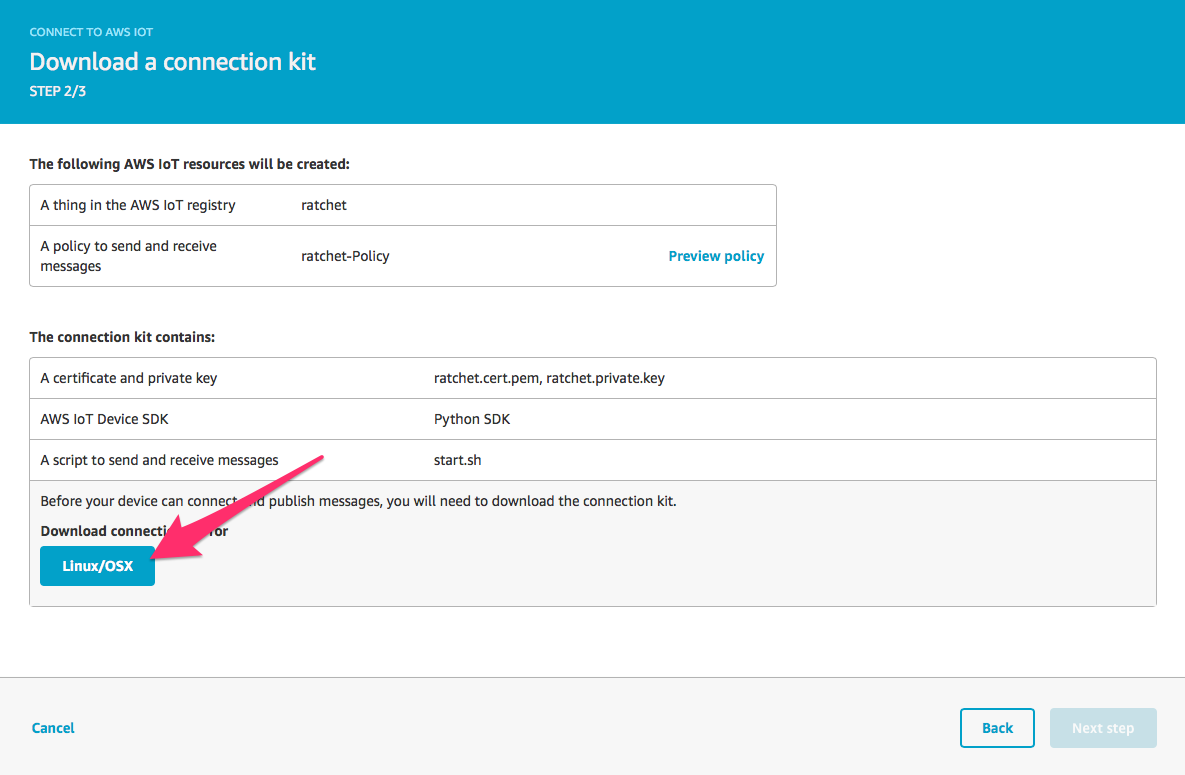 CONNECT TO AWS IOT
Download a connection kit
STEP 2/3
The following AWS IoT resources will be created:
A thing in the AWS IoT registry ratchet
A policy to send and receive
messages
ratchet-Policy
Preview policy
The connection kit contains:
A certificate and private key ratchet.cert.pem, ratchet.private.key
AWS IoT Device SDK Python SDK
A script to send and receive messages start.sh
Before your device can connect and publish messages, you will need to download the connection kit.
Download connection for
Linux/OSX
Cancel
Back
Next step